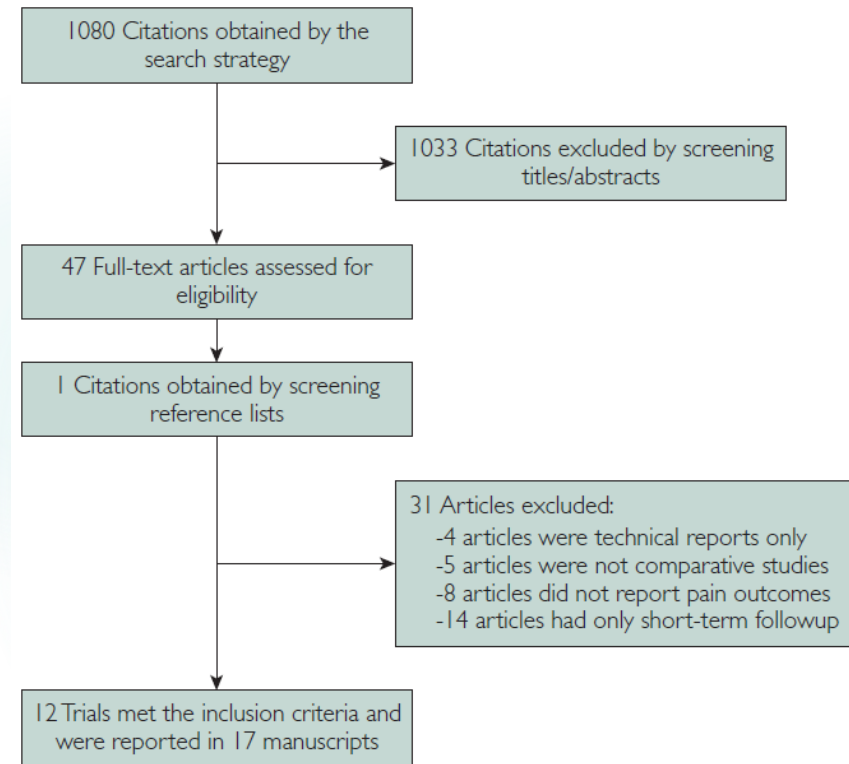 1080 Citations obtained by the
search strategy
1033 Citations excluded by screening
titles/abstracts
47 Full-text articles assessed for
eligibility
1 Citations obtained by screening
reference lists
31 Articles excluded:
-4 articles were technical reports only
-5 articles were not comparative studies
-8 articles did not report pain outcomes
-14 articles had only short-term followup
12 Trials met the inclusion criteria and
were reported in 17 manuscripts